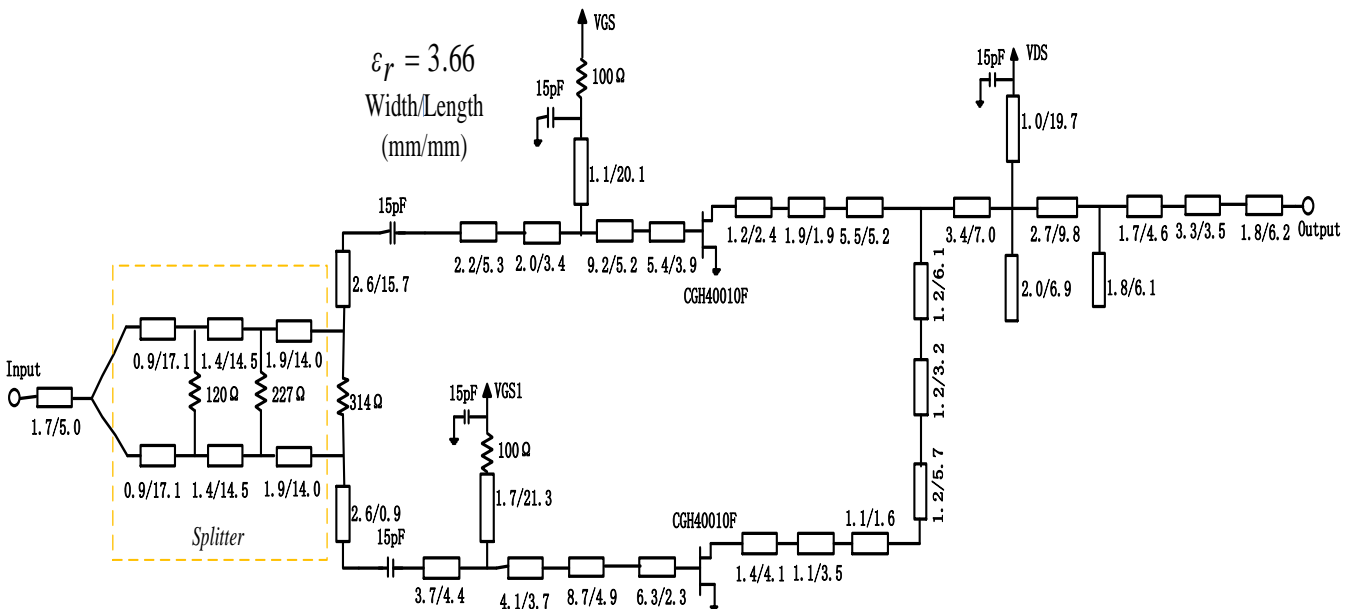 VGS
εr = 3.66
Width/Length
(mm/mm)
15pF
100Ω
1.1/20.1
15pF
VDS
1.0/19.7
15pF
2.2/5.3
2.0/3.4
9.2/5.2
5.4/3.9
CGH40010F
1.2/2.4
1.9/1.9
5.5/5.2
3.4/7.0
2.7/9.8
1.7/4.6
3.3/3.5
1.8/6.2
Output
2.0/6.9
1.8/6.1
1.2/6.1
1.2/3.2
1.2/5.7
2.6/15.7
Input
1.7/5.0
0.9/17.1
1.4/14.5
1.9/14.0
120Ω
227Ω
314Ω
0.9/17.1
1.4/14.5
1.9/14.0
Splitter
2.6/0.9
15pF
15pF
VGS1
100Ω
1.7/21.3
3.7/4.4
4.1/3.7
8.7/4.9
6.3/2.3
CGH40010F
1.4/4.1
1.1/3.5
1.1/1.6